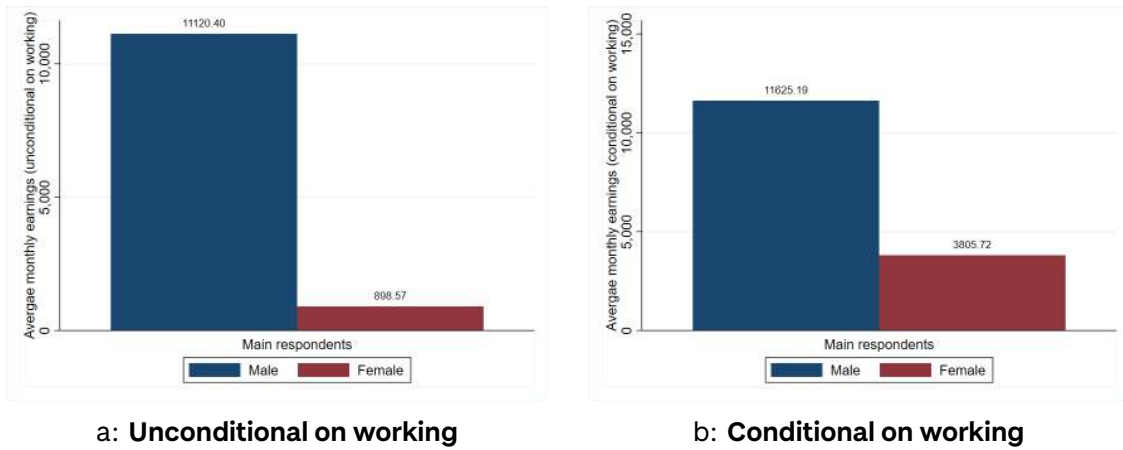 Avergae monthly earnings (unconditional on working)
10,000
5,000
0
11120.40
898.57
Main respondents
Male Female
a: Unconditional on working
Avergae monthly earnings (conditional on working)
15,000
10,000
5,000
0
11625.19
3805.72
Main respondents
Male Female
b: Conditional on working